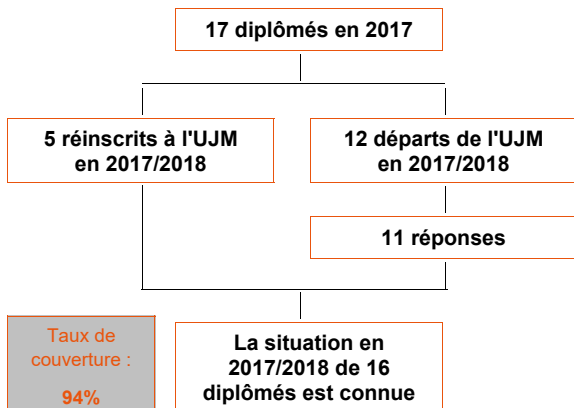 17 diplômés en 2017
5 réinscrits à l'UJM
en 2017/2018
12 départs de l'UJM
en 2017/2018
11 réponses
Taux de
couverture :
94%
La situation en
2017/2018 de 16
diplômés est connue